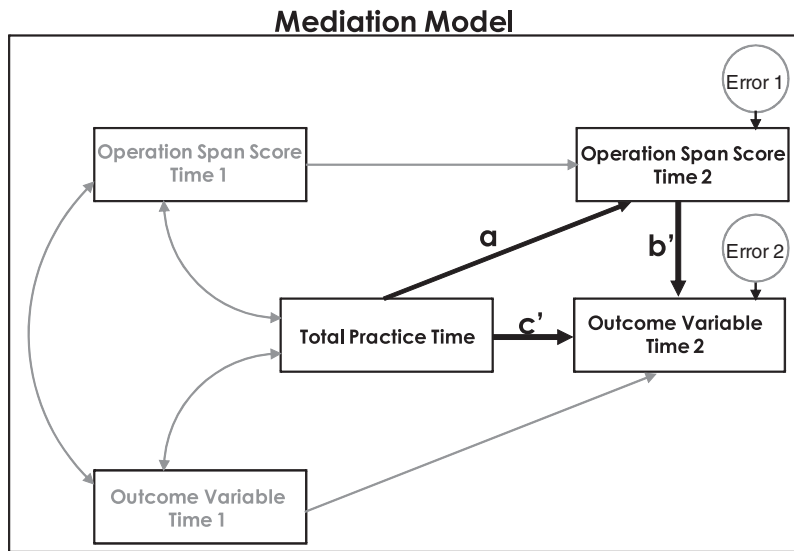 Mediation Model
Error 1
Operation Span Score
Time 1
Operation Span Score
Time 2
a
b’
Error 2
Total Practice Time
c’
Outcome Variable
Time 2
Outcome Variable
Time 1